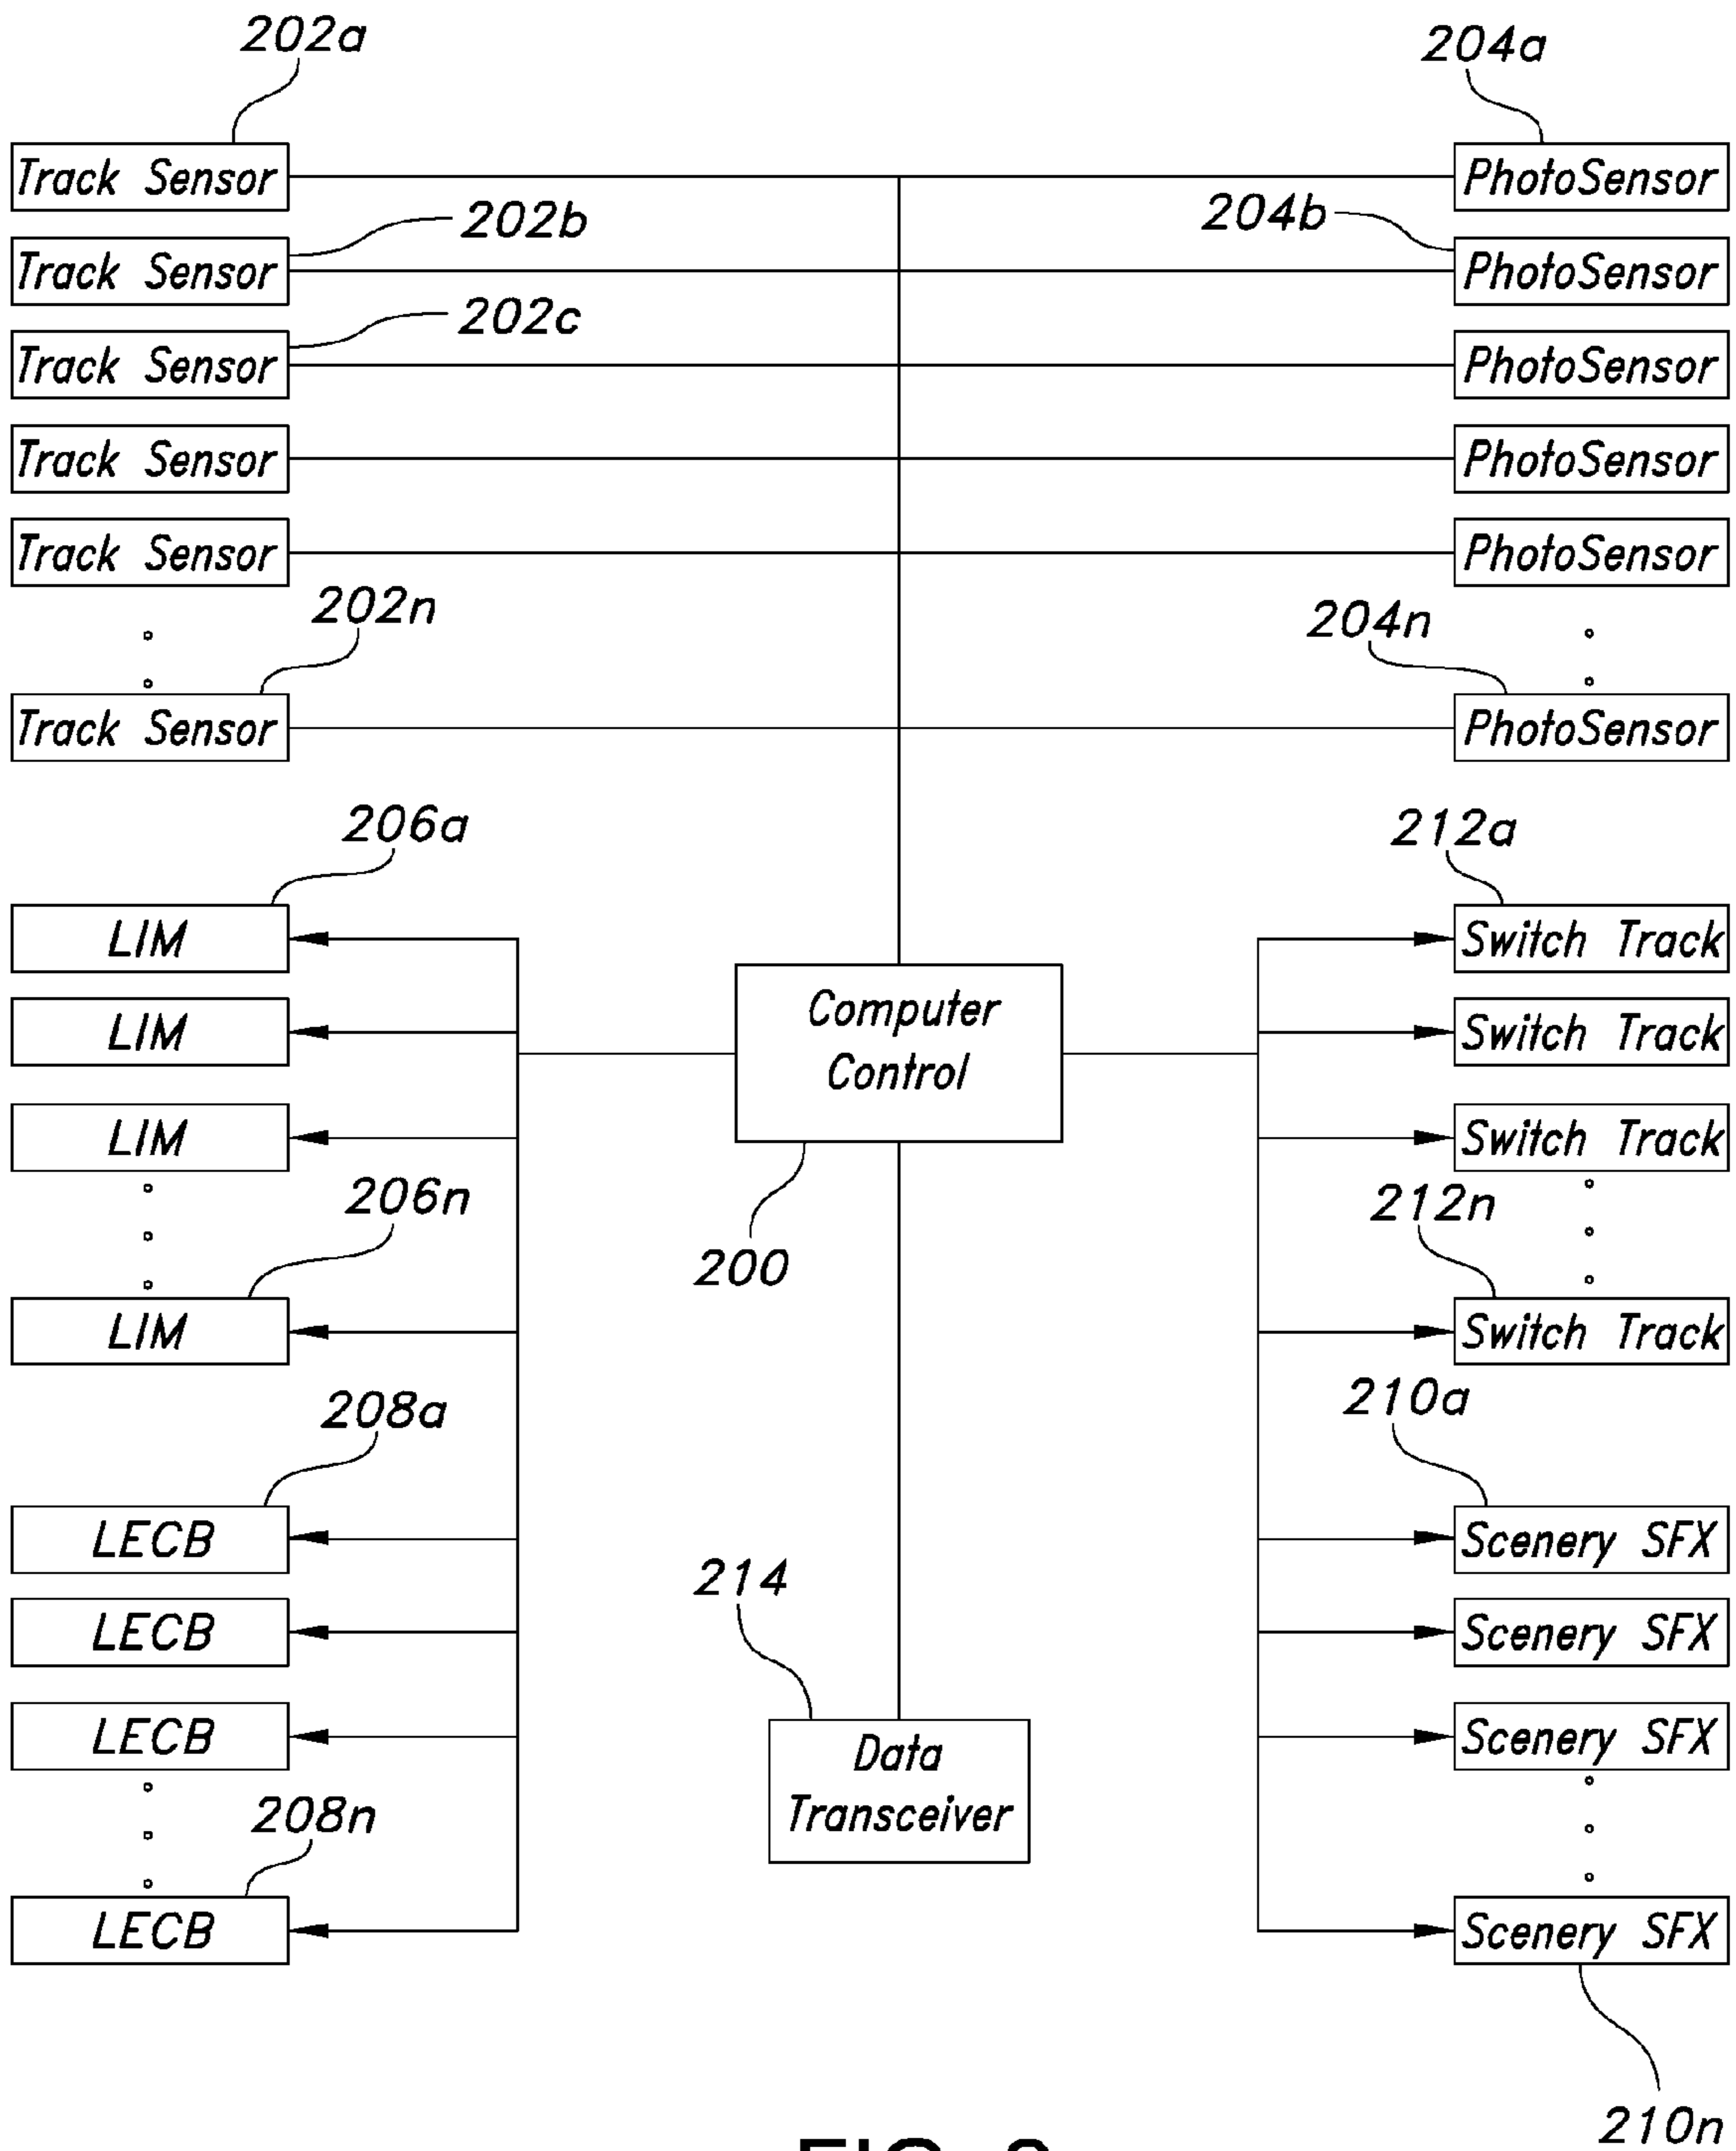 202a
204a
Track Sensor
PhotoSensor
202b
204b
Track Sensor
PhotoSensor
202c
Track Sensor
PhotoSensor
Track Sensor
PhotoSensor
Track Sensor
PhotoSensor
202n
204n
Track Sensor
PhotoSensor
206a
212a
LIM
Switch Track
Computer
Control
LIM
Switch Track
LIM
Switch Track
206n
212n
200
LIM
Switch Track
208a
210a
LECB
Scenery SFX
214
LECB
Scenery SFX
LECB
Scenery SFX
Data
Transceiver
208n
LECB
Scenery SFX
210n